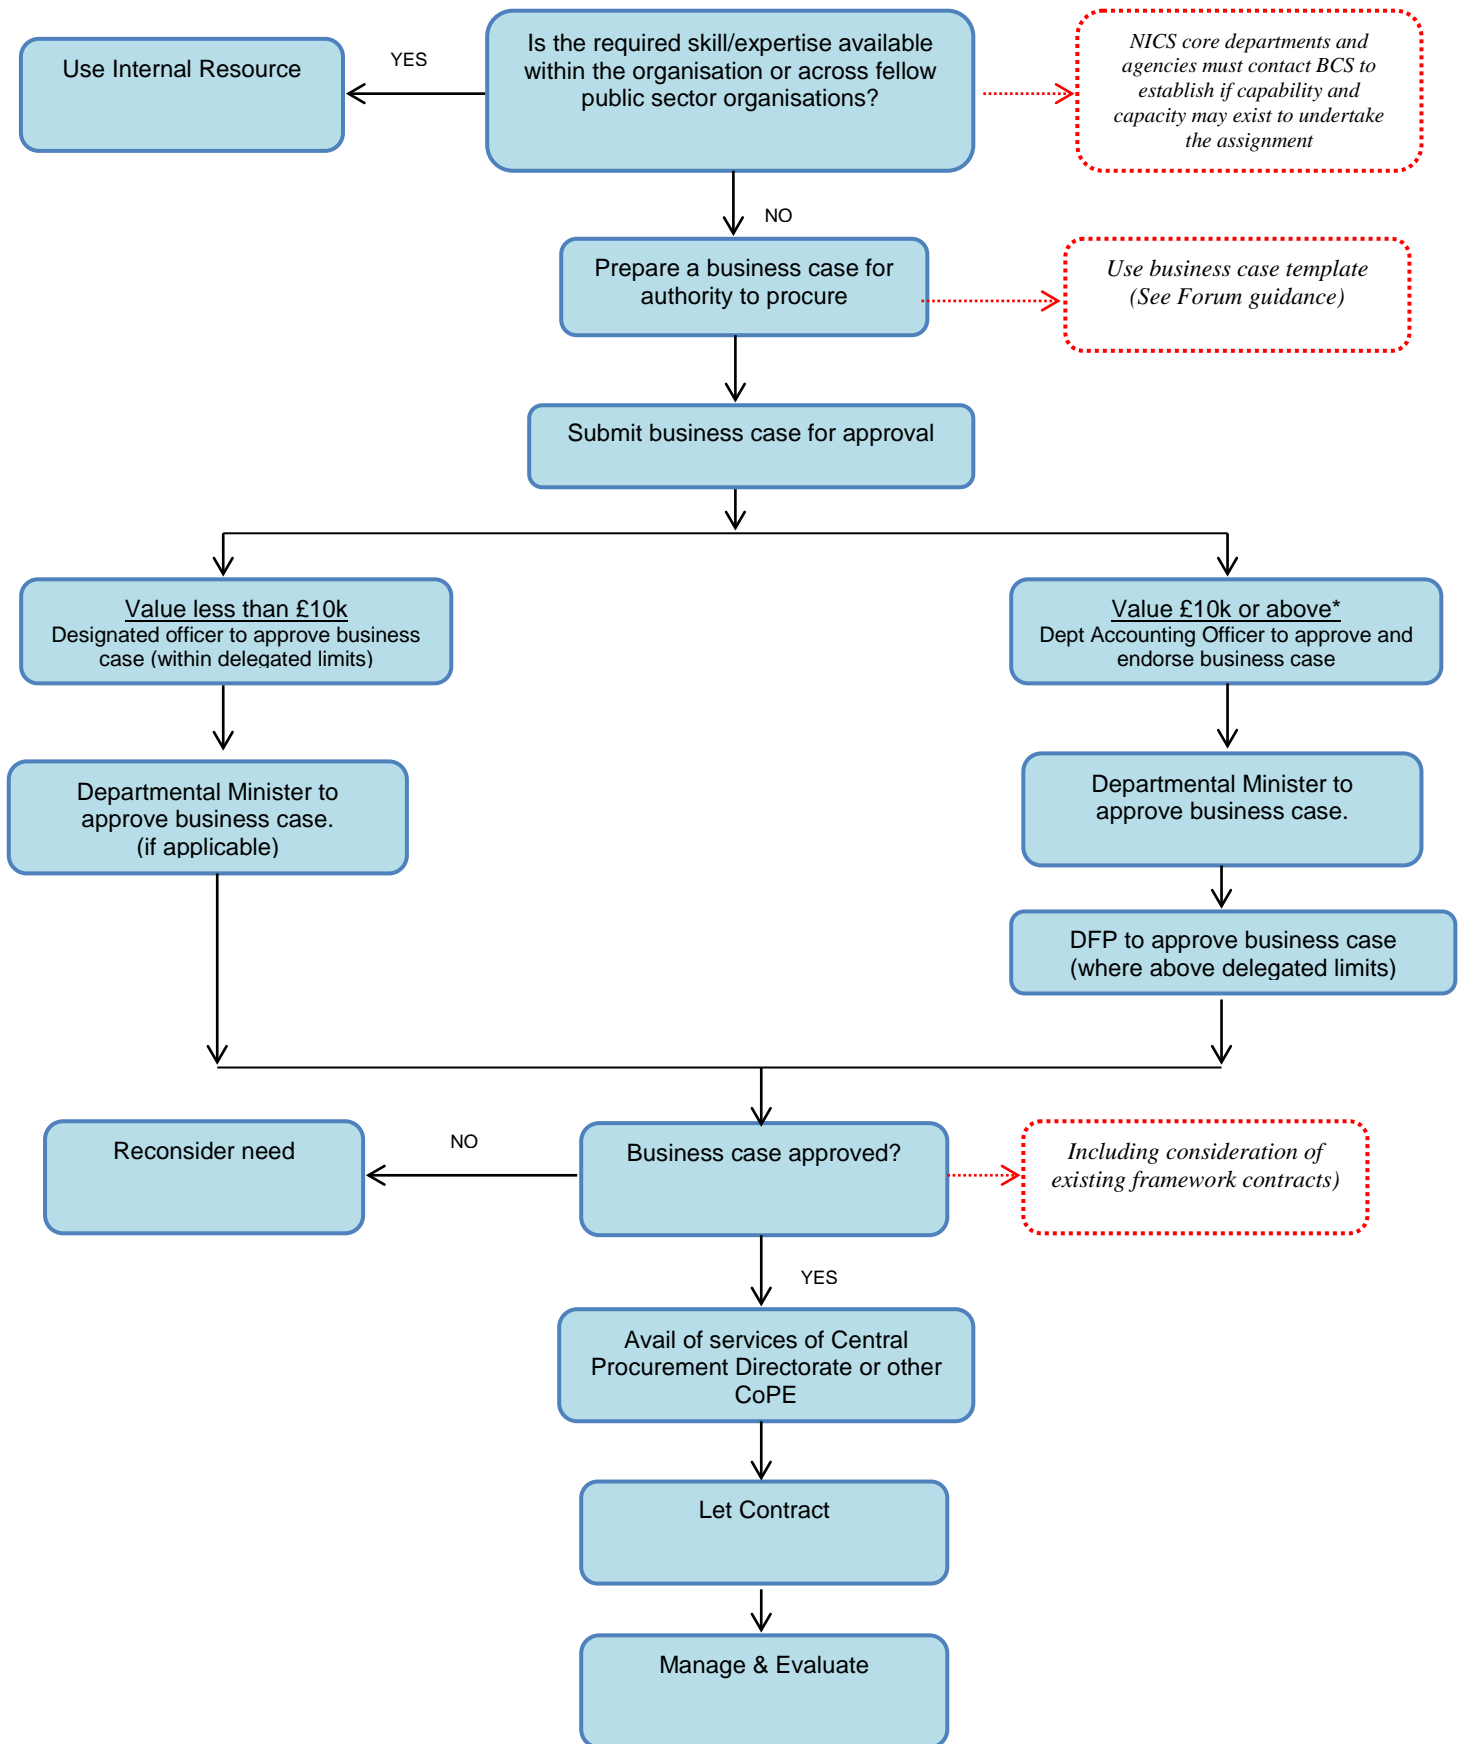 Use Internal Resource
YES
Is the required skill/expertise available
within the organisation or across fellow
public sector organisations?
NICS core departments and
agencies must contact BCS to
establish if capability and
capacity may exist to undertake
the assignment
NO
Prepare a business case for
authority to procure
Use business case template
(See Forum guidance)
Submit business case for approval
Value less than £10k
Designated officer to approve business
case (within delegated limits)
Value £10k or above*
Dept Accounting Officer to approve and
endorse business case
Departmental Minister to
approve business case.
(if applicable)
Departmental Minister to
approve business case.
DFP to approve business case
(where above delegated limits)
Reconsider need
NO
Business case approved?
Including consideration of
existing framework contracts)
YES
Avail of services of Central
Procurement Directorate or other
CoPE
Let Contract
Manage & Evaluate